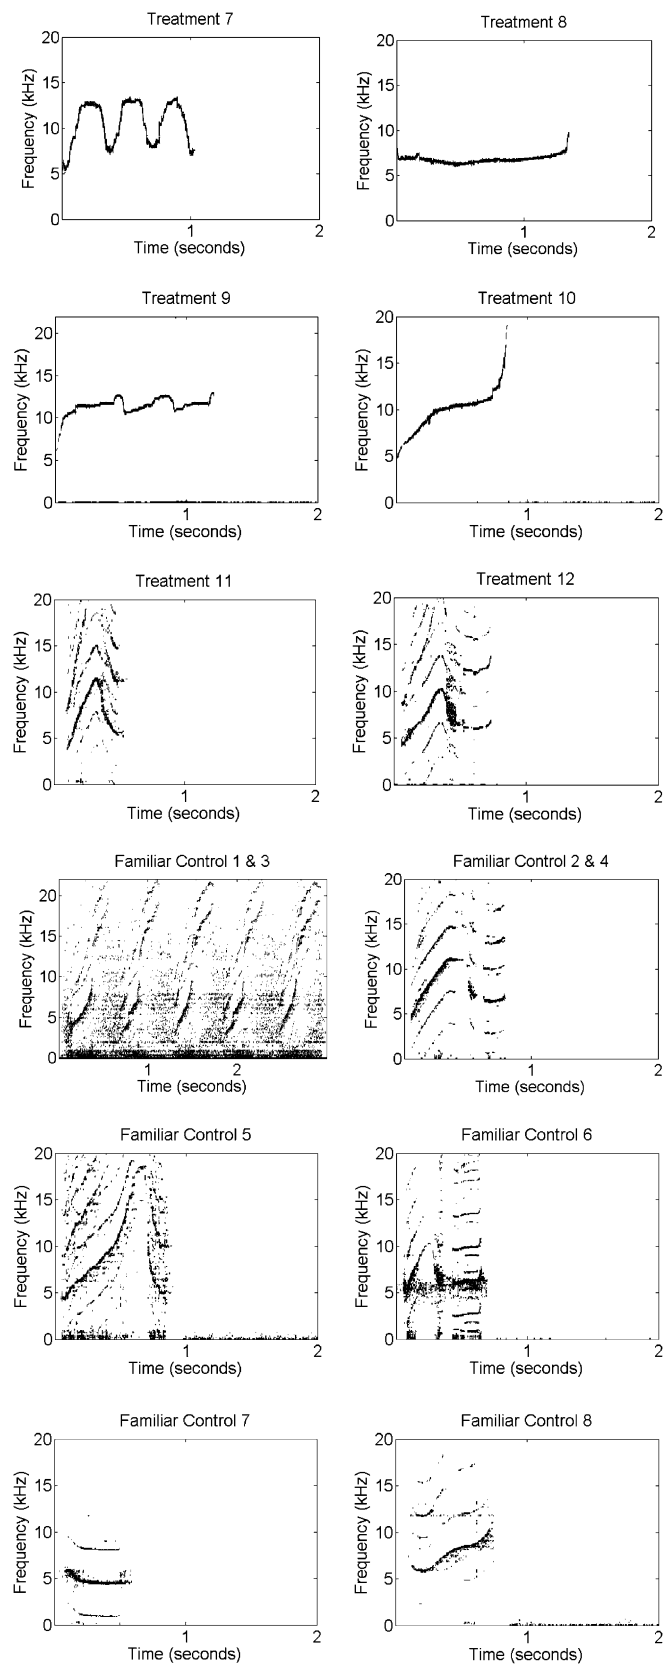 Treatment 7
Treatment 8
20
15
10
5
0
Frequency (kHz)
1
2
Time (seconds)
20
15
10
5
0
Frequency (kHz)
1
2
Time (seconds)
Treatment 9
Treatment 10
20
15
10
5
0
Frequency (kHz)
1
2
Time (seconds)
20
15
10
5
0
Frequency (kHz)
1
2
Time (seconds)
Treatment 11
Treatment 12
20
15
10
5
0
Frequency (kHz)
1
2
Time (seconds)
20
15
10
5
0
Frequency (kHz)
1
2
Time (seconds)
Familiar Control 1 & 3
Familiar Control 2 & 4
20
15
10
5
0
Frequency (kHz)
1
2
Time (seconds)
20
15
10
5
0
Frequency (kHz)
1
2
Time (seconds)
Familiar Control 5
Familiar Control 6
20
15
10
5
0
Frequency (kHz)
1
2
Time (seconds)
20
15
10
5
0
Frequency (kHz)
1
2
Time (seconds)
Familiar Control 7
Familiar Control 8
20
15
10
5
0
Frequency (kHz)
1
2
Time (seconds)
20
15
10
5
0
Frequency (kHz)
1
2
Time (seconds)